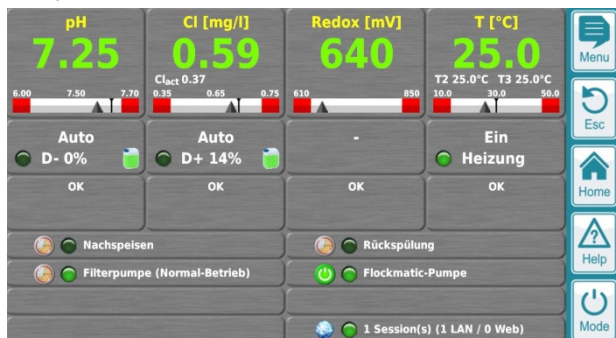 pH
Cl [mg/l]
Redox [mV]
T [°C]
Menu
7.25
0.59
640
25.0
Clact 0.37
T2 25.0°C T3 25.0°C
6.00 7.50 7.70
0.35 0.65 0.75
610 850
10.0 30.0 50.0
Esc
Auto
D- 0%
Auto
D+ 14%
-
Ein
Heizung
OK
OK
OK
OK
Home
Nachspeisen
Rückspülung
Filterpumpe (Normal-Betrieb)
Flockmatic-Pumpe
Help
1 Session(s) (1 LAN / 0 Web)
Mode